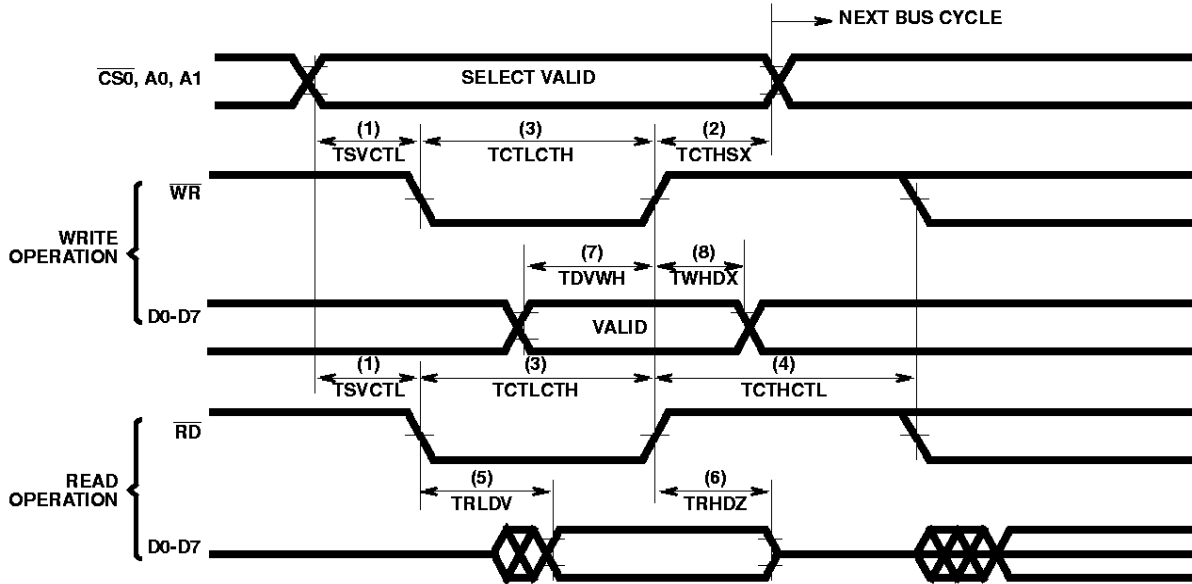 NEXT BUS CYCLE
CS0, A0, A1
SELECT VALID
(1)
TSVCTL
(3)
TCTLCTH
(2)
TCTHSX
WR
WRITE
OPERATION
(7)
TDVWH
(8)
TWHDX
D0-D7
VALID
(1)
TSVCTL
(3)
TCTLCTH
(4)
TCTHCTL
RD
READ
OPERATION
(5)
TRLDV
(6)
TRHDZ
D0-D7